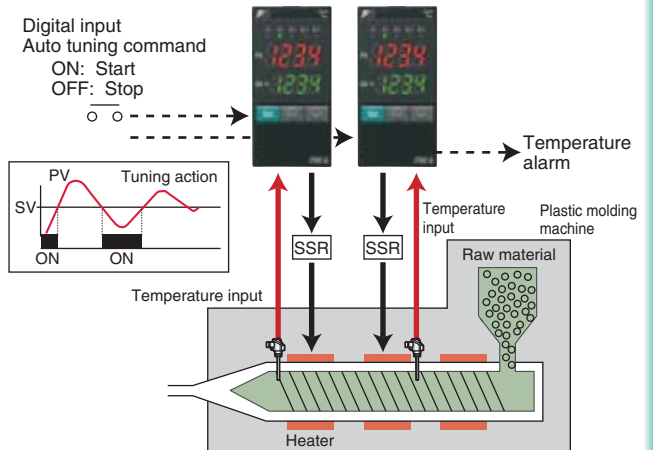 Digital input
Auto tuning command
ON: Start
OFF: Stop
°C
1234
1234
°C
1234
1234
Temperature
alarm
PV
Tuning action
SV
ON
ON
SSR
SSR
Temperature
input
Plastic molding
machine
Raw material
Temperature input
Heater